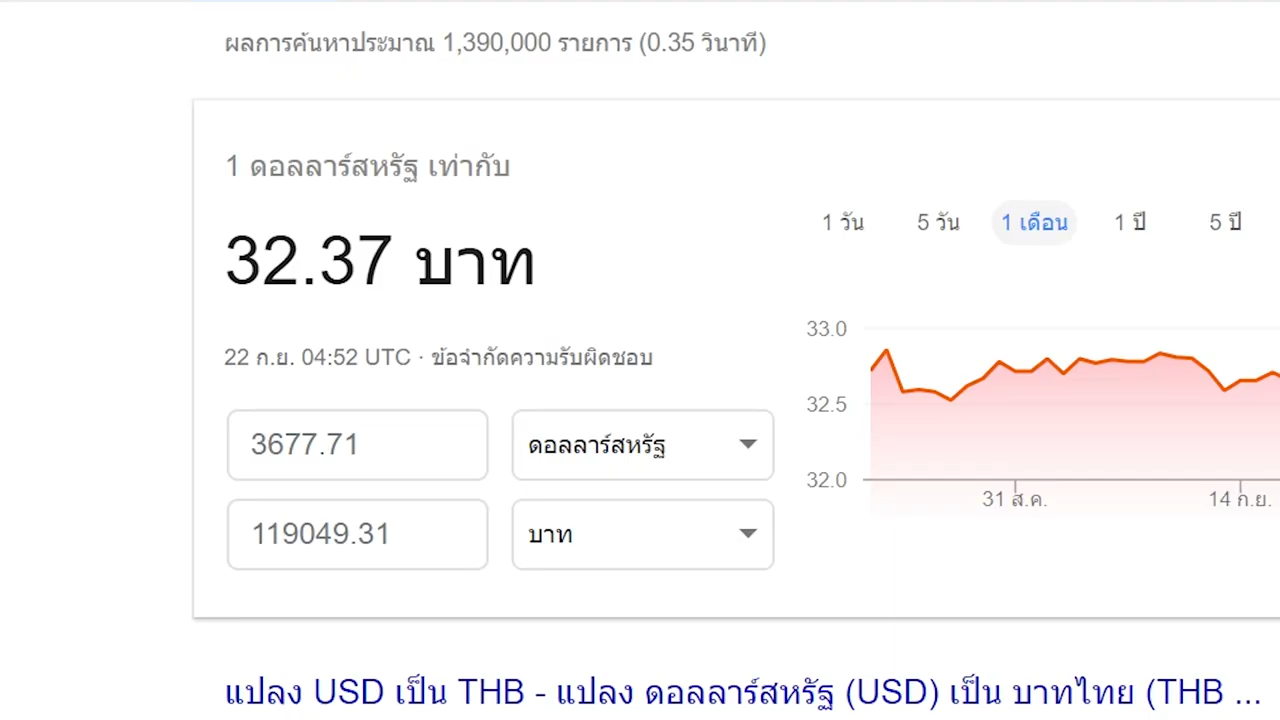 ผลการค้นหาประมาณ 1,390,000 รายการ (0.35 วินาที)
1 ดอลลาร์สหรัฐ เท่ากับ
32.37 บาท
22 ก.ย. 04:52 UTC · ข้อจำกัดความรับผิดชอบ
3677.71 ดอลลาร์สหรัฐ
119049.31 บาท
1 วัน 5 วัน 1 เดือน 1 ปี 5 ปี
33.0
32.5
32.0
31 ส.ค. 14 ก.ย.
แปลง USD เป็น THB - แปลง ดอลลาร์สหรัฐ (USD) เป็น บาทไทย (THB ...